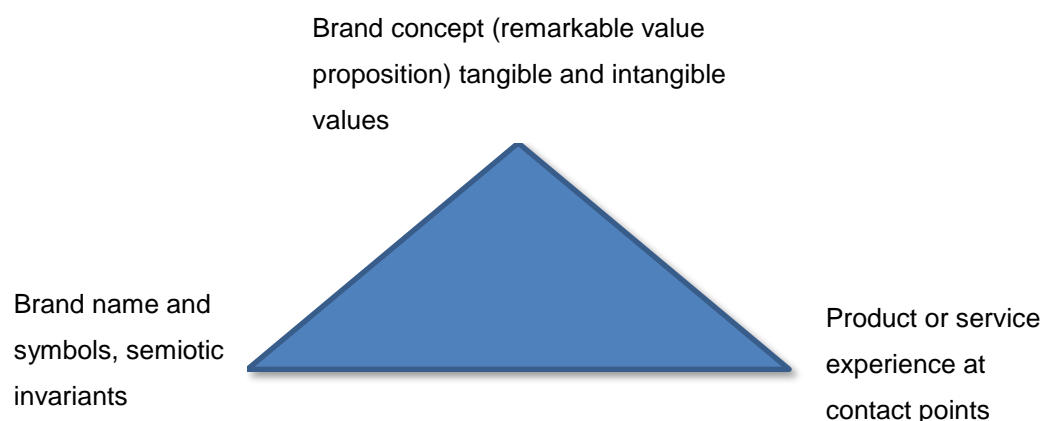 Brand concept (remarkable value
proposition) tangible and intangible
values
Brand name and
symbols, semiotic
invariants
Product or service
experience at
contact points